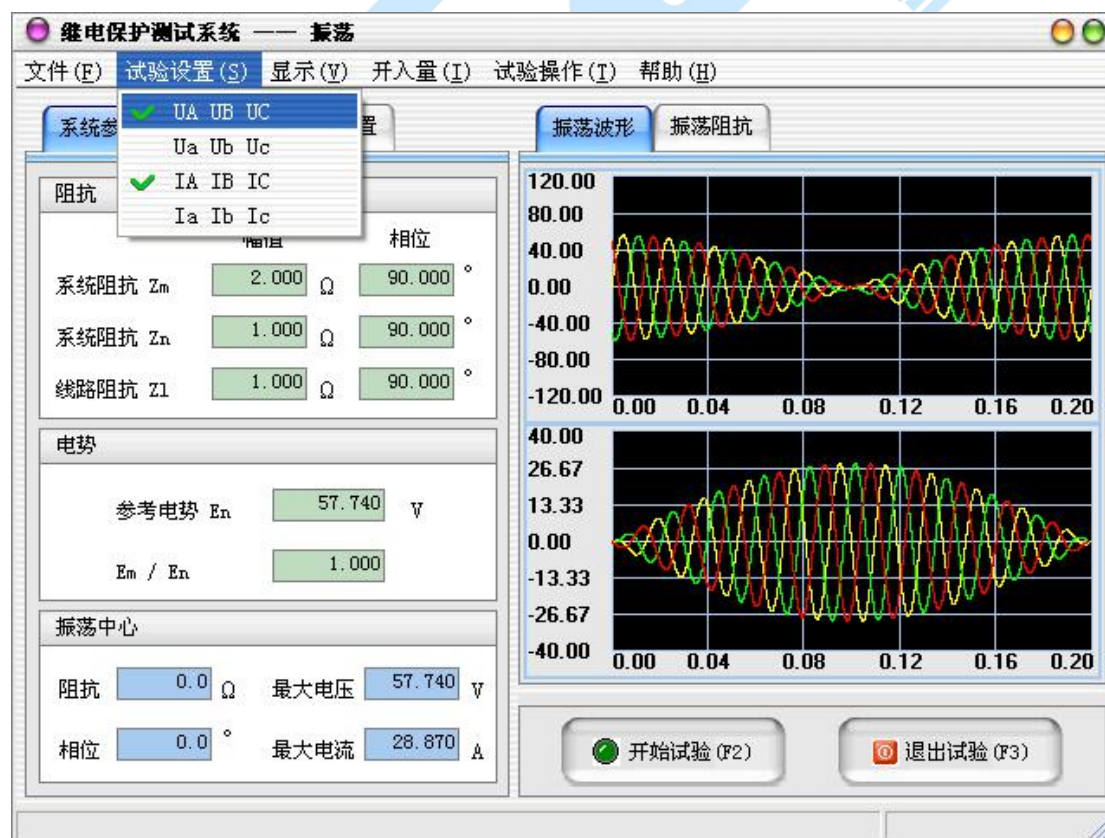 继电保护测试系统 —— 振荡
文件(F) 试验设置(S) 显示(V) 开入量(I) 试验操作(T) 帮助(H)
UA UB UC
Ua Ub Uc
IA IB IC
Ia Ib Ic
系统参
置
振荡波形 振荡阻抗
阻抗
幅值 相位
系统阻抗 Zm 2.000 Ω 90.000 °
系统阻抗 Zn 1.000 Ω 90.000 °
线路阻抗 Zl 1.000 Ω 90.000 °
电势
参考电势 En 57.740 V
Em / En 1.000
振荡中心
阻抗 0.0 Ω 最大电压 57.740 V
相位 0.0 ° 最大电流 28.870 A
120.00
80.00
40.00
0.00
-40.00
-80.00
-120.00
0.00 0.04 0.08 0.12 0.16 0.20
40.00
26.67
13.33
0.00
-13.33
-26.67
-40.00
0.00 0.04 0.08 0.12 0.16 0.20
开始试验(F2) 退出试验(F3)